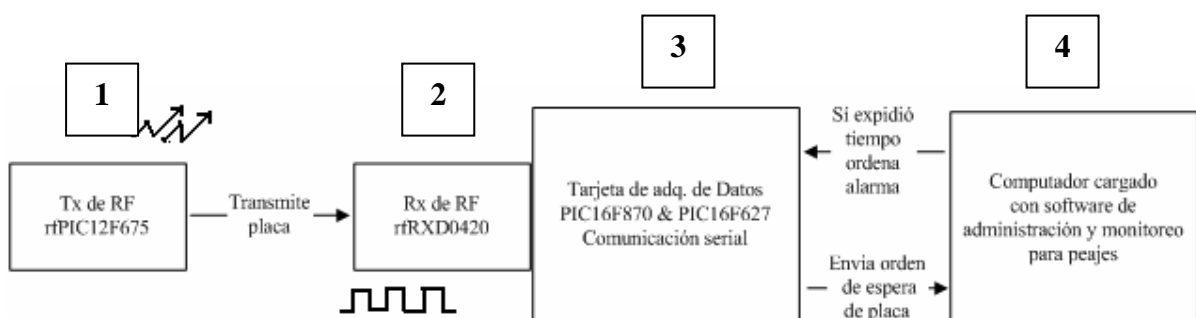 1
2
3
4
Tx de RF
rfPIC12F675
Transmite
placa
Rx de RF
rfRXD0420
Tarjeta de adq. de Datos
PIC16F870 & PIC16F627
Comunicación serial
Sí expidió
tiempo
ordena
alarma
Envia orden
de espera
de placa
Computador cargado
con software de
administración y monitoreo
para peajes